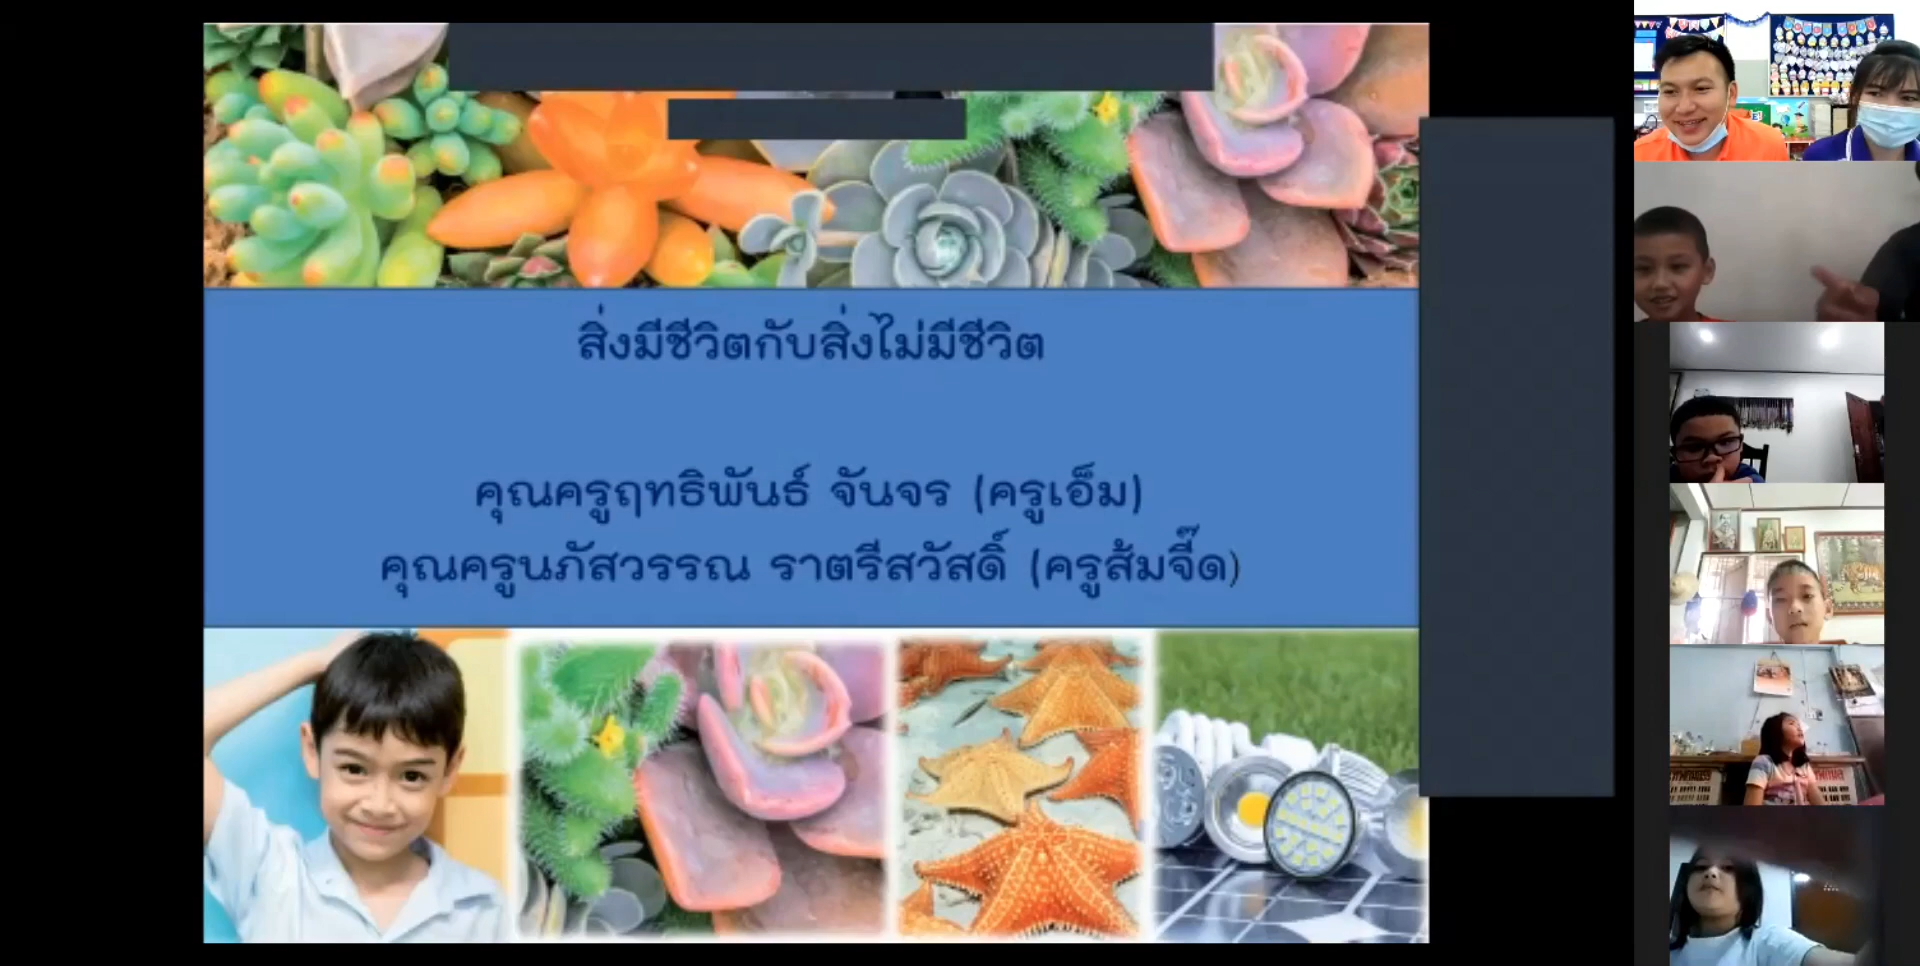 สิ่งมีชีวิตกับสิ่งไม่มีชีวิต
คุณครูฤทธิพันธ์ จันจร (ครูเอ็ม)
คุณครูนภัสวรรณ ราตรีสวัสดิ์ (ครูส้มจี๊ด)